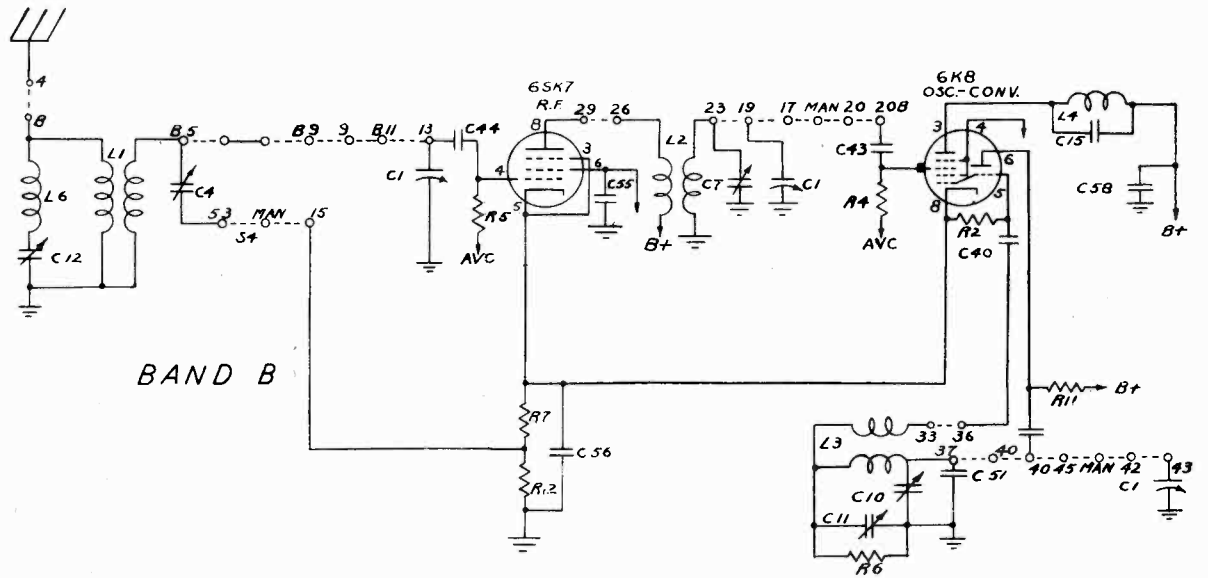 4
8
L6
C12
L1
B5
C4
53
MAN
54
15
B9
9
B11
13
C44
C1
4
R5
AVC
6SK7
R.F.
8
3
6
5
C55
29
26
L2
B+
23
19
17
MAN
20
20B
C7
C1
C43
R4
AVC
6K8
OSC.-CONV.
3
4
6
5
8
R2
C40
L4
C15
C58
B+
BAND B
R7
R12
C56
R11
B+
L3
33
36
37
40
40
45
MAN
42
43
C51
C10
C11
R6
C1